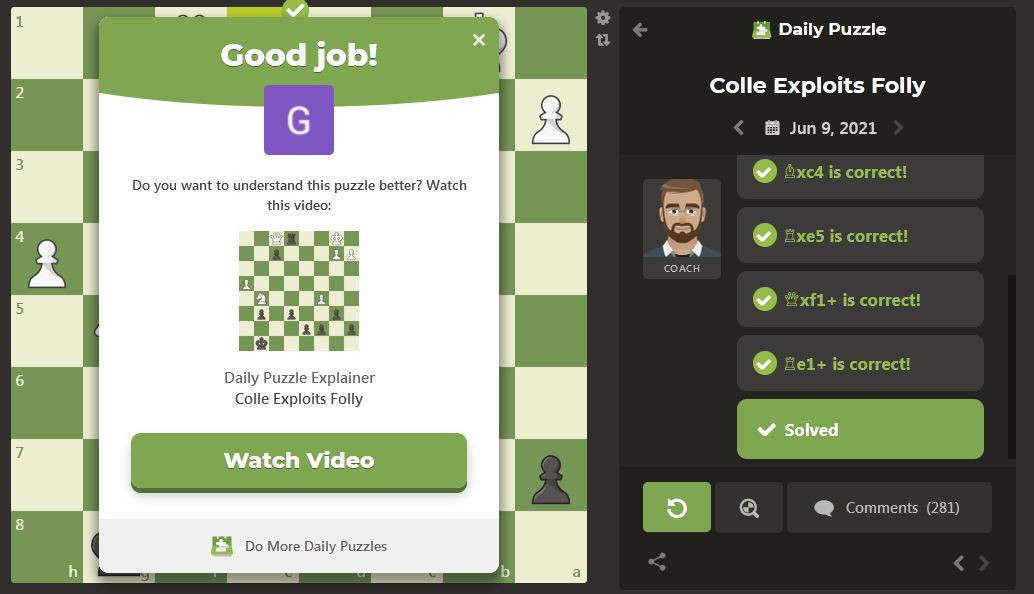 1
2
3
4
5
6
7
8
h
g
e
c
b
a
Good job!
G
Do you want to understand this puzzle better? Watch
this video:
Daily Puzzle Explainer
Colle Exploits Folly
Watch Video
Do More Daily Puzzles
Daily Puzzle
Colle Exploits Folly
Jun 9, 2021
COACH
♗xc4 is correct!
♖xe5 is correct!
♕xf1+ is correct!
♖e1+ is correct!
Solved
Comments (281)